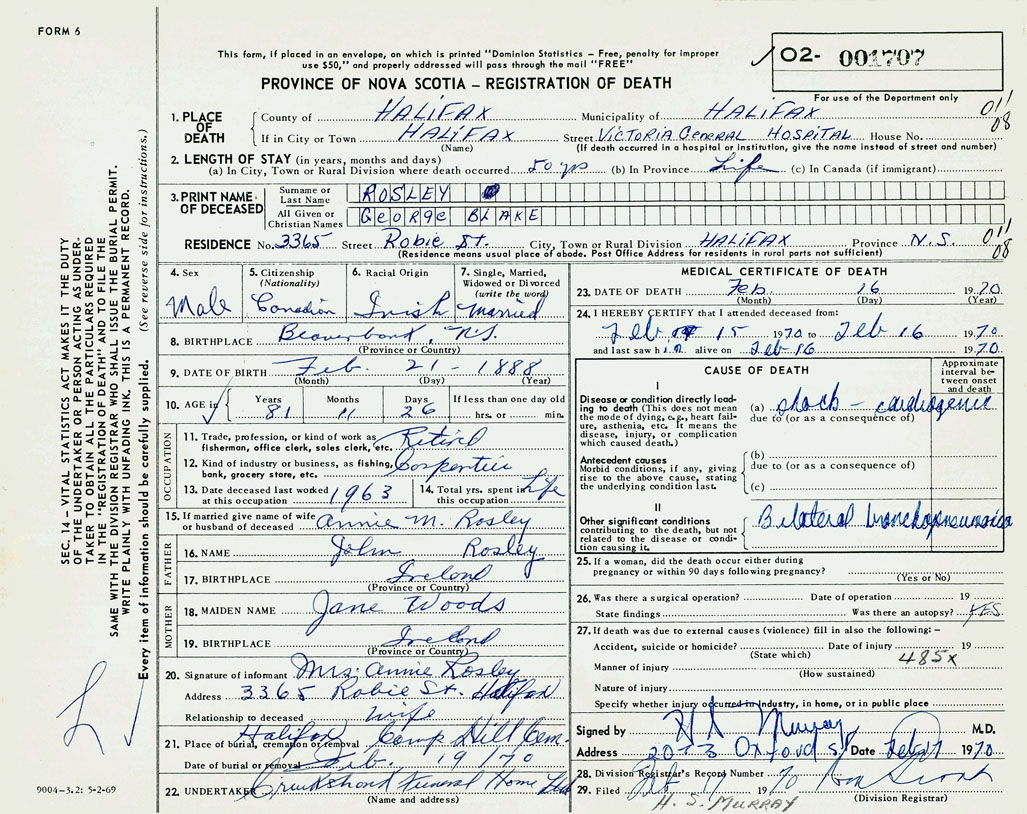 FORM 6
This form, if placed in an envelope, on which is printed "Dominion Statistics – Free, penalty for improper
use $50," and properly addressed will pass through the mail "FREE"
PROVINCE OF NOVA SCOTIA – REGISTRATION OF DEATH
O2- 001707
For use of the Department only
1. PLACE OF DEATH
County of HALIFAX Municipality of HALIFAX 011 08
If in City or Town HALIFAX Street VICTORIA GENERAL HOSPITAL House No.
(Name) (If death occurred in a hospital or institution, give the name instead of street and number)
2. LENGTH OF STAY (in years, months and days)
(a) In City, Town or Rural Division where death occurred 50 yrs (b) In Province Life (c) In Canada (if immigrant)
3. PRINT NAME OF DECEASED
Surname or Last Name ROSLEY
All Given or Christian Names GEORGE BLAKE
RESIDENCE No. 3365 Street Robie St. City, Town or Rural Division HALIFAX Province N.S. 011 08
(Residence means usual place of abode. Post Office Address for residents in rural parts not sufficient)
4. Sex
Male
5. Citizenship (Nationality)
Canadian
6. Racial Origin
Irish
7. Single, Married, Widowed or Divorced (write the word)
Married
8. BIRTHPLACE , N.S.
(Province or Country)
9. DATE OF BIRTH Feb. 21 - 1888
(Month) (Day) (Year)
10. AGE in Years 81 Months 11 Days 26 If less than one day old
hrs. or min.
OCCUPATION
11. Trade, profession, or kind of work as
fisherman, office clerk, sales clerk, etc. Retired
12. Kind of industry or business, as fishing,
bank, grocery store, etc.
13. Date deceased last worked
at this occupation 1963
14. Total yrs. spent in
this occupation Life
15. If married give name of wife
or husband of deceased Annie M. Rosley
FATHER
16. NAME John Rosley
17. BIRTHPLACE Ireland
(Province or Country)
MOTHER
18. MAIDEN NAME Jane Woods
19. BIRTHPLACE Ireland
(Province or Country)
20. Signature of informant Mrs. Annie Rosley
Address 3365 Robie St. Halifax
Relationship to deceased wife
21. Place of burial, cremation or removal Halifax Camp Hill Cem.
Date of burial or removal Feb. 19/70
22. UNDERTAKER Cruikshank Funeral Home Ltd
(Name and address)
MEDICAL CERTIFICATE OF DEATH
23. DATE OF DEATH Feb. 16 1970
(Month) (Day) (Year)
24. I HEREBY CERTIFY that I attended deceased from:
Feb 15 1970 to Feb 16 1970
and last saw him alive on Feb 16 1970
CAUSE OF DEATH
Approximate interval between onset and death
I
Disease or condition directly leading to death (This does not mean the mode of dying, e.g., heart failure, asthenia, etc. It means the disease, injury, or complication which caused death.)
(a) shock - cardiogenic
due to (or as a consequence of)
Antecedent causes
Morbid conditions, if any, giving rise to the above cause, stating the underlying condition last.
(b)
due to (or as a consequence of)
(c)
II
Other significant conditions
contributing to the death, but not related to the disease or condition causing it.
Bilateral bronchopneumonia
25. If a woman, did the death occur either during
pregnancy or within 90 days following pregnancy?
(Yes or No)
26. Was there a surgical operation? Date of operation 19
State findings Was there an autopsy? YES
27. If death was due to external causes (violence) fill in also the following: –
Accident, suicide or homicide? Date of injury 19
(State which) 485x
Manner of injury
(How sustained)
Nature of injury
Specify whether injury occurred in Industry, in home, or in public place
Signed by Murray M.D.
Address Oxford St Date Feb 17 1970
28. Division Registrar's Record Number
29. Filed Feb 17 1970
(Division Registrar)
H. S. MURRAY
SEC. 14 – VITAL STATISTICS ACT MAKES IT THE DUTY
OF THE UNDERTAKER OR PERSON ACTING AS UNDER-
TAKER TO OBTAIN ALL THE PARTICULARS REQUIRED
IN THE "REGISTRATION OF DEATH" AND TO FILE THE
SAME WITH THE DIVISION REGISTRAR WHO SHALL ISSUE THE BURIAL PERMIT.
WRITE PLAINLY WITH UNFADING INK, THIS IS A PERMANENT RECORD.
Every item of information should be carefully supplied. (See reverse side for instructions.)
9004-3.2: 5-2-69